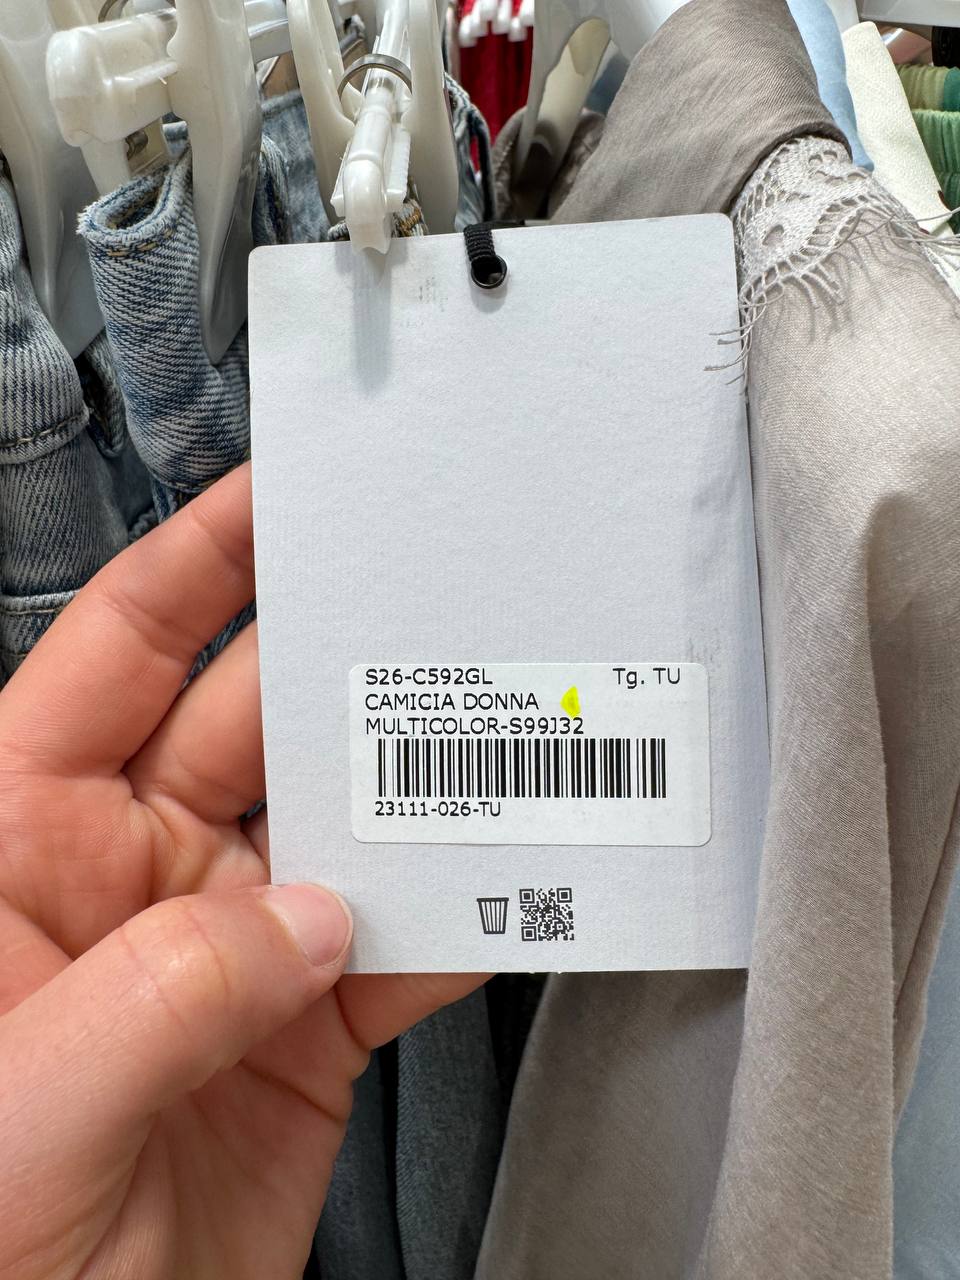 S26-C592GL Tg. TU
CAMICIA DONNA
MULTICOLOR-S99J32
23111-026-TU